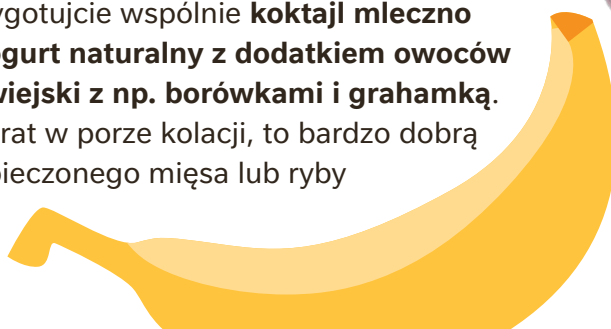 ygotujcie wspólnie koktajl mleczno
gurt naturalny z dodatkiem owoców
wiejski z np. borówkami i grahamką.
rat w porze kolacji, to bardzo dobrą
pieczonego mięsa lub ryby